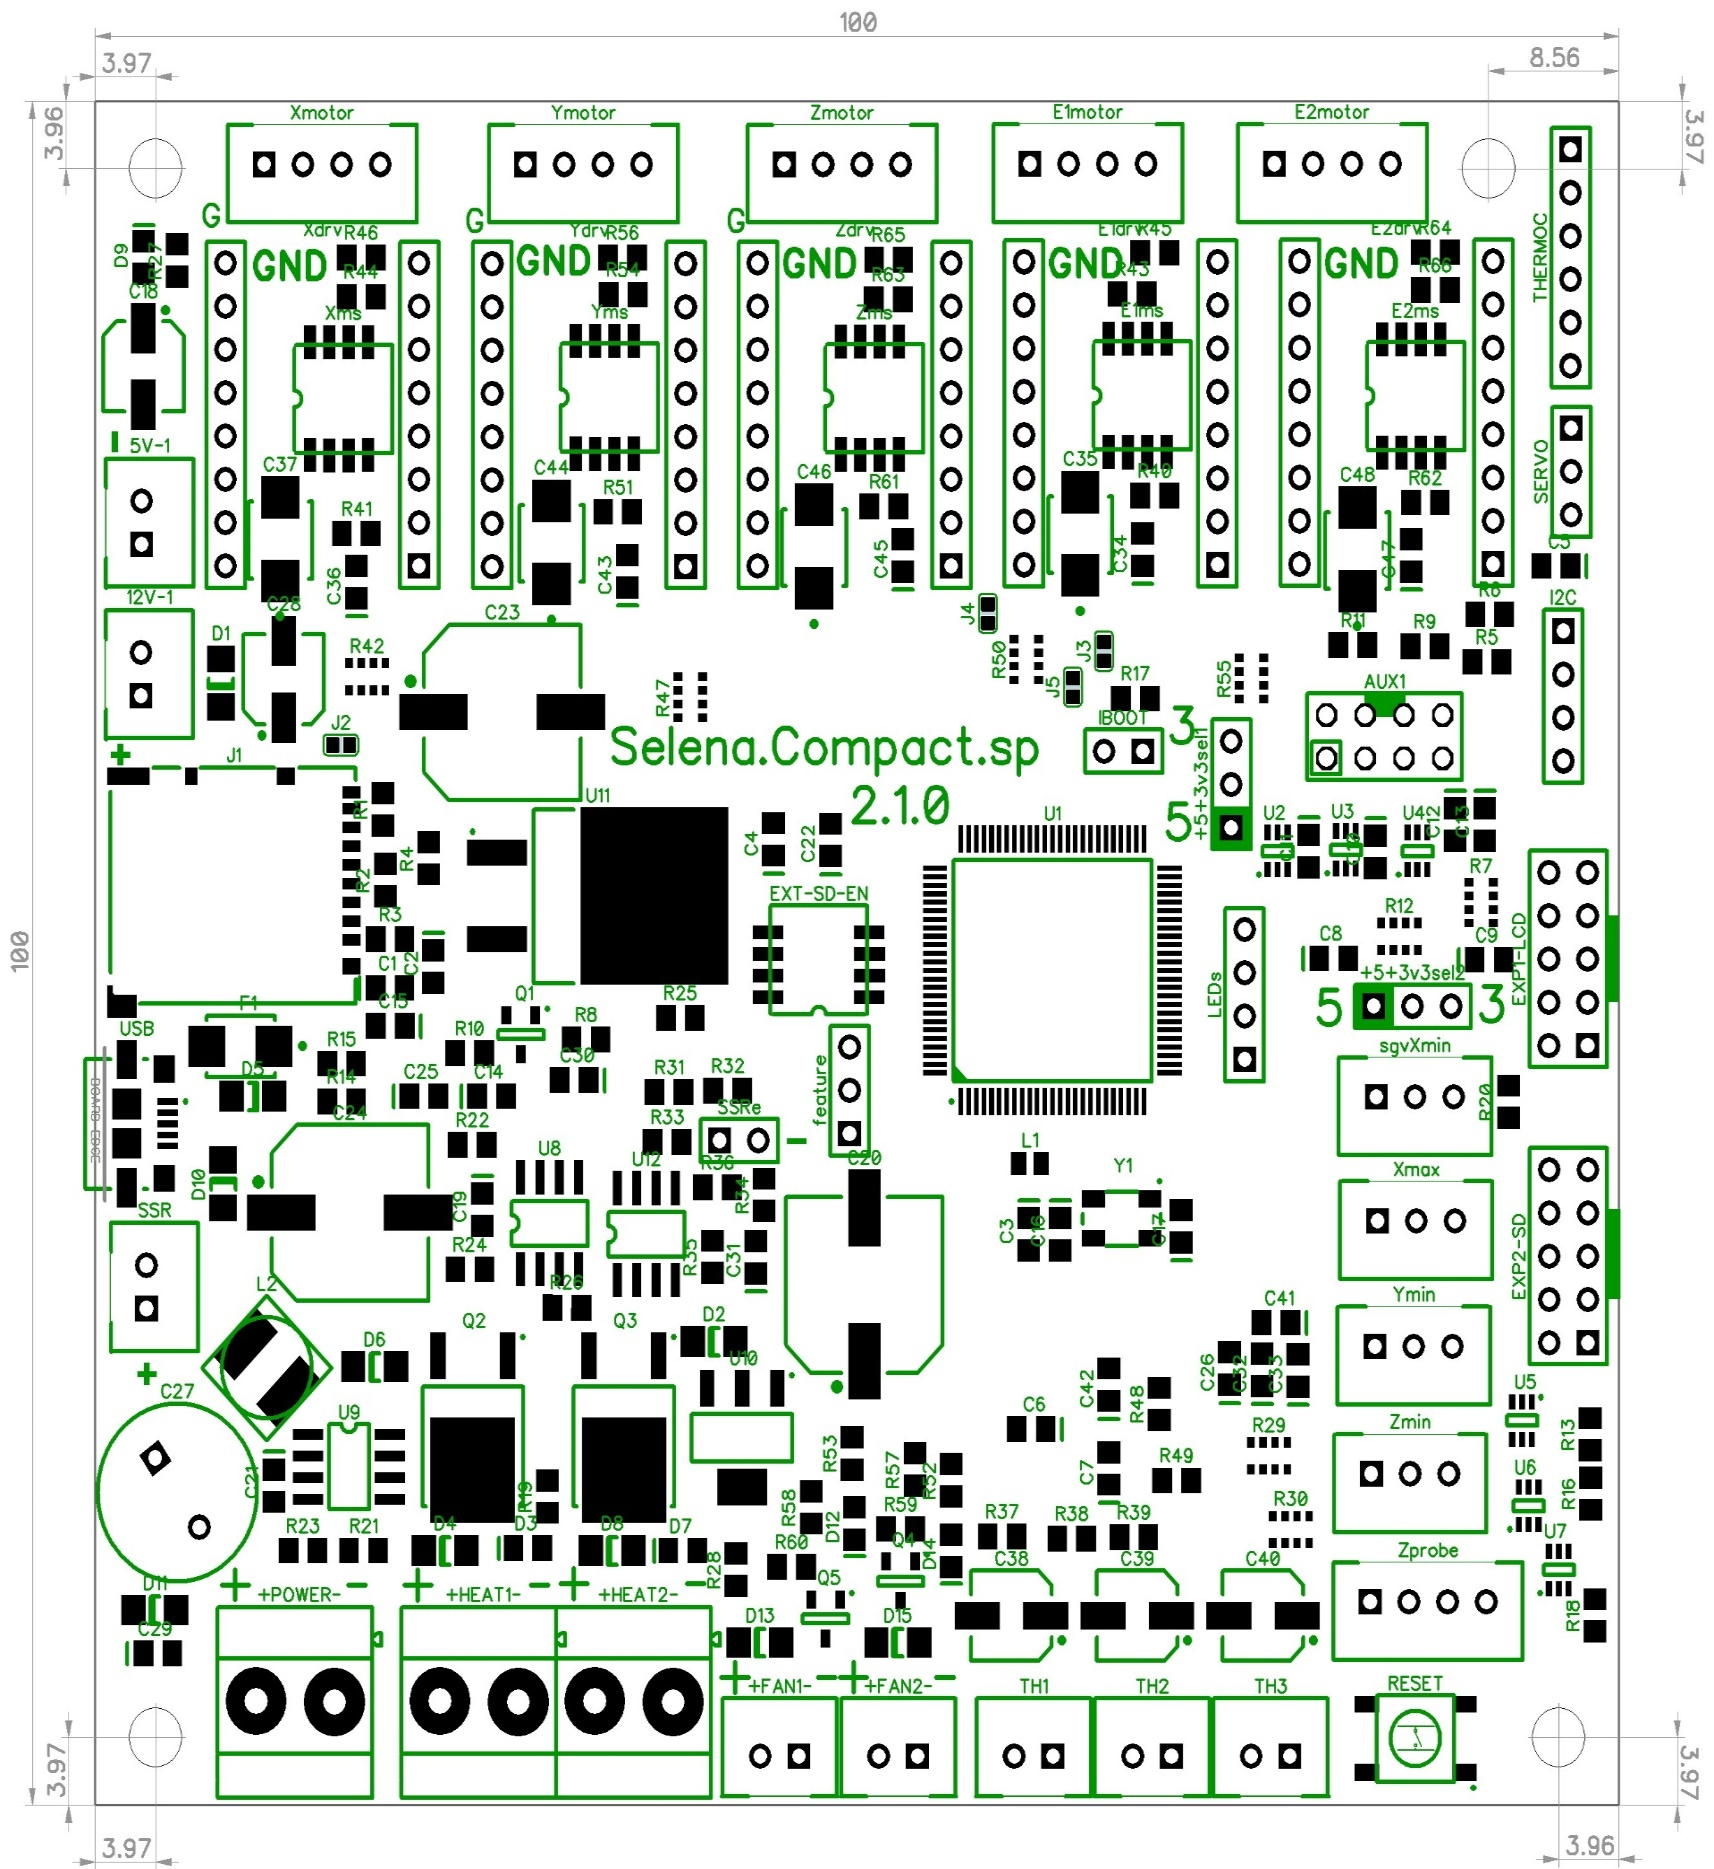 100
3.97
8.56
3.96
3.97
Xmotor
Ymotor
Zmotor
E1motor
E2motor
G
G
G
Xdrv
R46
Ydrv
R56
Zdrv
R65
E1drv
R45
E2drv
R64
D9
R27
GND
GND
GND
GND
GND
R44
R54
R63
R43
R66
THERMOC
C18
Xms
Yms
Zms
E1ms
E2ms
5V-1
C37
C44
C46
C35
C48
R41
R51
R61
R40
R62
SERVO
C36
C43
C45
C34
C47
C5
12V-1
C28
C23
J4
R6
I2C
D1
R42
R47
R50
J3
J5
R17
R55
R11
R9
R5
AUX1
J2
J1
Selena.Compact.sp
2.1.0
IBOOT
3
+5+3v3sel1
5
U11
R1
R4
R2
C4
C22
U1
U2
U3
U4
C12
C13
R7
R3
EXT-SD-EN
R12
C1
C2
C15
C8
C9
+5+3v3sel2
5
3
EXP1-LCD
LEDs
F1
USB
Q1
R8
R25
R10
R15
R14
D5
C25
C14
C30
R31
R32
feature
sgvXmin
R20
BOARD EDGE
C24
R22
R33
SSRe
U8
U12
R36
R34
C20
L1
Y1
Xmax
D10
C19
SSR
R24
R35
C31
C3
C16
C17
EXP2-SD
R26
L2
Q2
Q3
D2
U10
D6
Ymin
C41
C26
C32
C33
C27
U9
C21
R19
R53
R57
R52
C42
R48
C6
C7
R49
R29
Zmin
U5
R13
U6
R16
R58
D12
R59
R37
R38
R39
R30
U7
R23
R21
D4
D3
D8
D7
R28
R60
Q4
D14
Q5
C38
C39
C40
Zprobe
R18
D11
C29
+POWER-
+HEAT1-
+HEAT2-
D13
D15
+FAN1-
+FAN2-
TH1
TH2
TH3
RESET
100
3.97
3.97
3.97
3.96